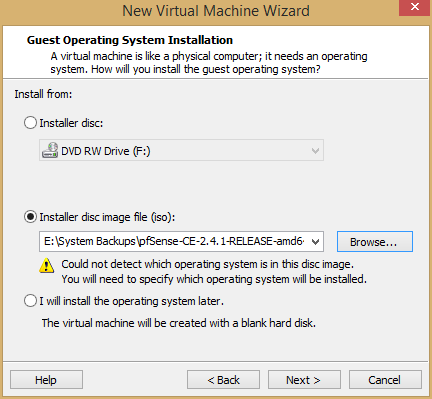 New Virtual Machine Wizard
Guest Operating System Installation
A virtual machine is like a physical computer; it needs an operating
system. How will you install the guest operating system?
Install from:
Installer disc:
DVD RW Drive (F:)
Installer disc image file (iso):
E:\System Backups\pfSense-CE-2.4.1-RELEASE-amd6
Browse...
Could not detect which operating system is in this disc image.
You will need to specify which operating system will be installed.
I will install the operating system later.
The virtual machine will be created with a blank hard disk.
Help
< Back
Next >
Cancel